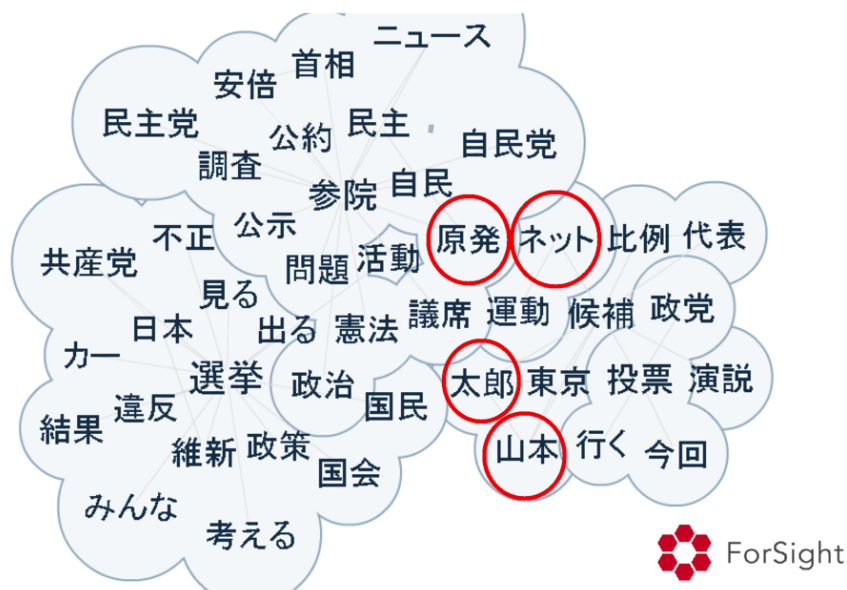 ニュース
首相
安倍
民主党
公約
民主
自民党
調査
参院
自民
公示
不正
原発
ネット
比例
代表
共産党
問題
活動
見る
議席
運動
候補
政党
日本
出る
憲法
カー
選挙
政治
太郎
東京
投票
演説
違反
国民
結果
維新
政策
山本
行く
今回
国会
みんな
考える
ForSight